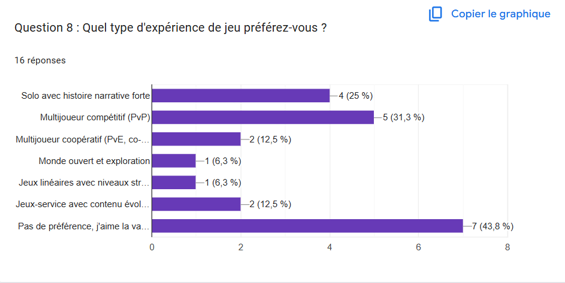 Copier le graphique
Question 8 : Quel type d'expérience de jeu préférez-vous ?
16 réponses
Solo avec histoire narrative forte 4 (25 %)
Multijoueur compétitif (PvP) 5 (31,3 %)
Multijoueur coopératif (PvE, co-… 2 (12,5 %)
Monde ouvert et exploration 1 (6,3 %)
Jeux linéaires avec niveaux str… 1 (6,3 %)
Jeux-service avec contenu évol… 2 (12,5 %)
Pas de préférence, j'aime la va… 7 (43,8 %)
0 2 4 6 8